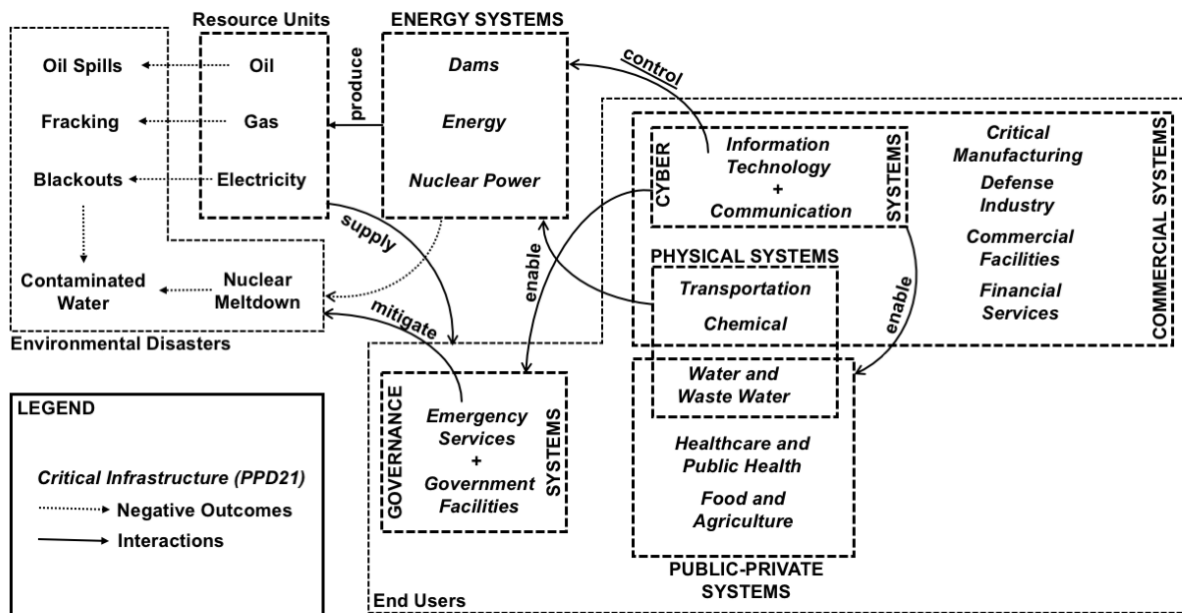 Resource Units
ENERGY SYSTEMS
Oil Spills
Oil
Fracking
Gas
Blackouts
Electricity
Contaminated
Water
Nuclear
Meltdown
Environmental Disasters
produce
Dams
Energy
Nuclear Power
control
supply
mitigate
enable
CYBER
Information
Technology
+
Communication
SYSTEMS
Critical
Manufacturing
Defense
Industry
Commercial
Facilities
Financial
Services
COMMERCIAL SYSTEMS
PHYSICAL SYSTEMS
Transportation
Chemical
enable
Water and
Waste Water
Healthcare and
Public Health
Food and
Agriculture
PUBLIC-PRIVATE
SYSTEMS
GOVERNANCE
Emergency
Services
+
Government
Facilities
SYSTEMS
End Users
LEGEND
Critical Infrastructure (PPD21)
Negative Outcomes
Interactions